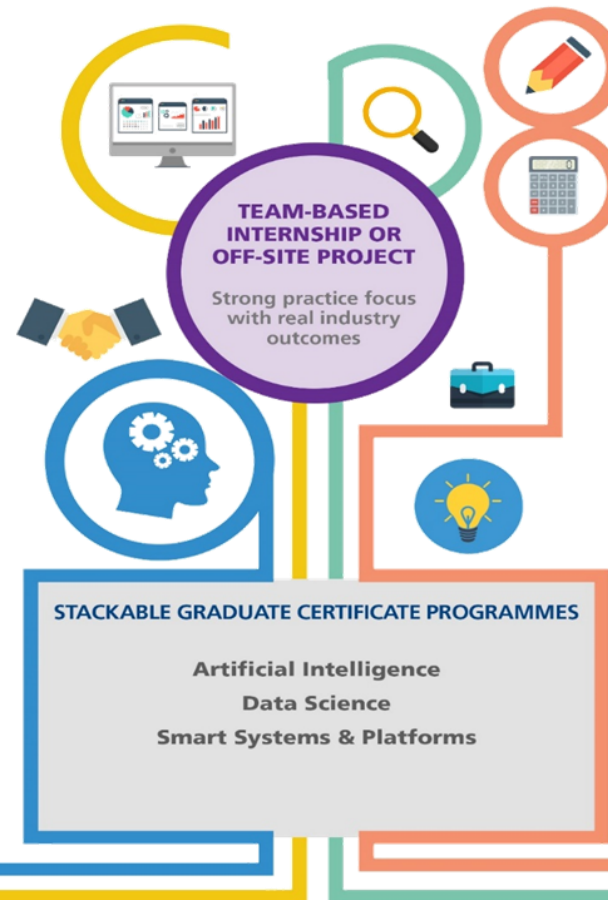 TEAM-BASED
INTERNSHIP OR
OFF-SITE PROJECT
Strong practice focus
with real industry
outcomes
STACKABLE GRADUATE CERTIFICATE PROGRAMMES
Artificial Intelligence
Data Science
Smart Systems & Platforms